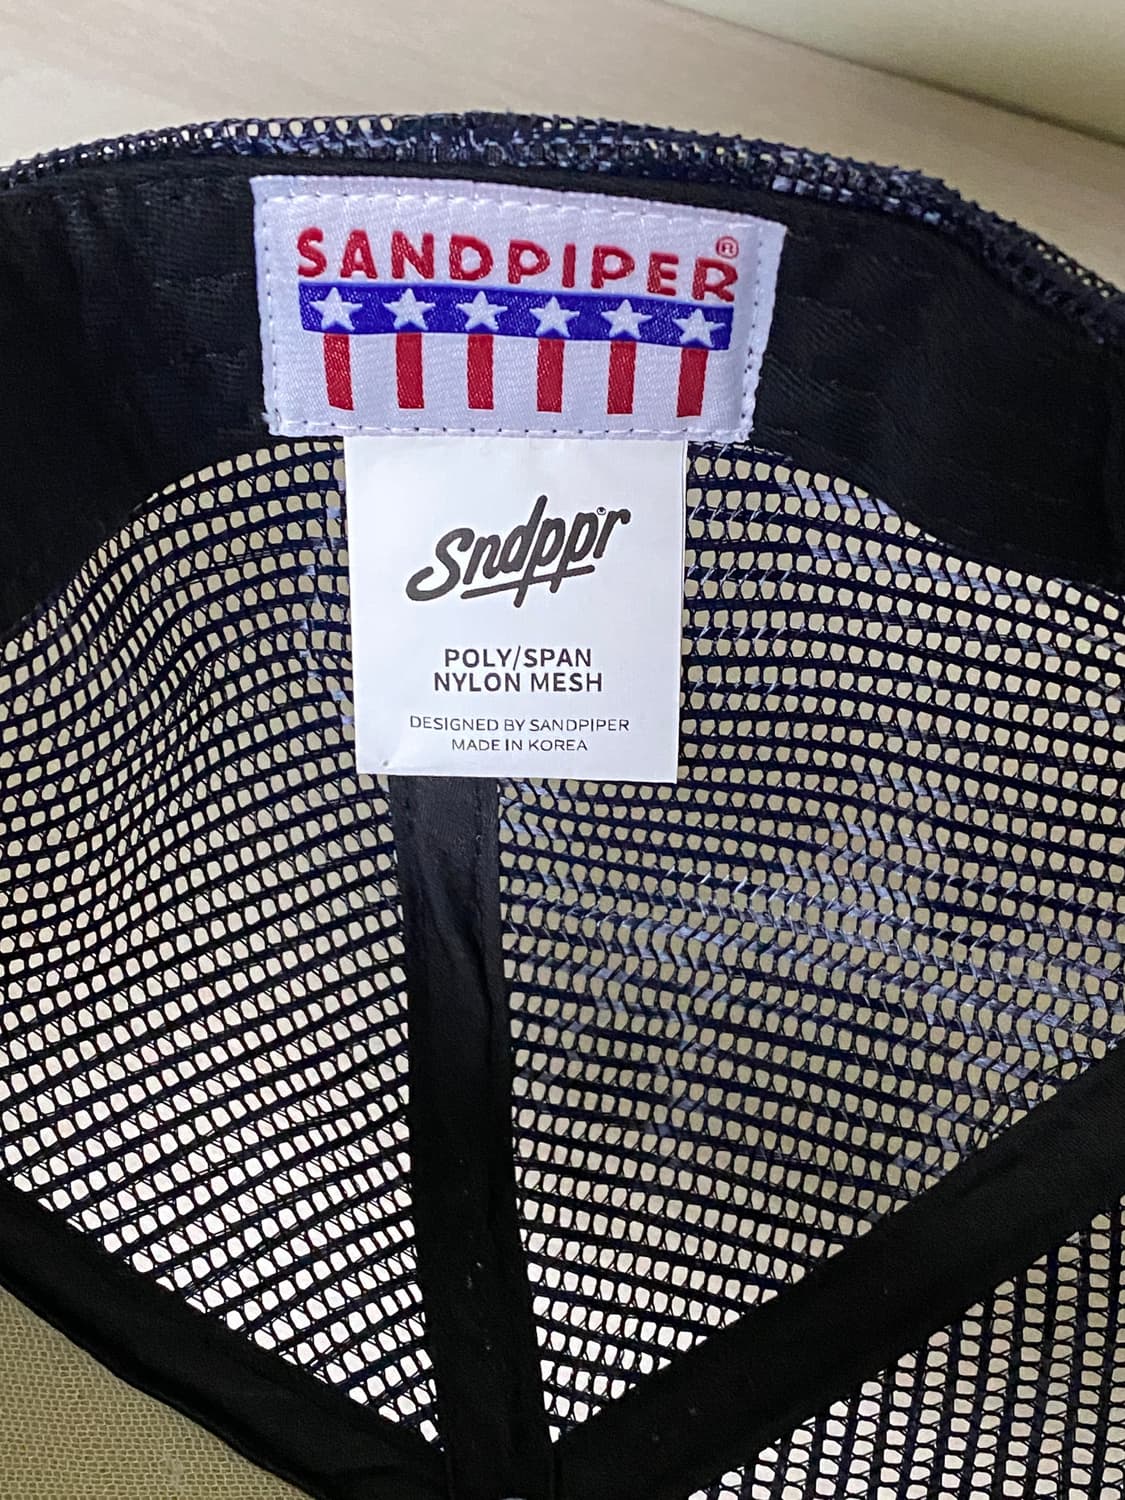 SANDPIPER®
Sndppr®
POLY/SPAN
NYLON MESH
DESIGNED BY SANDPIPER
MADE IN KOREA